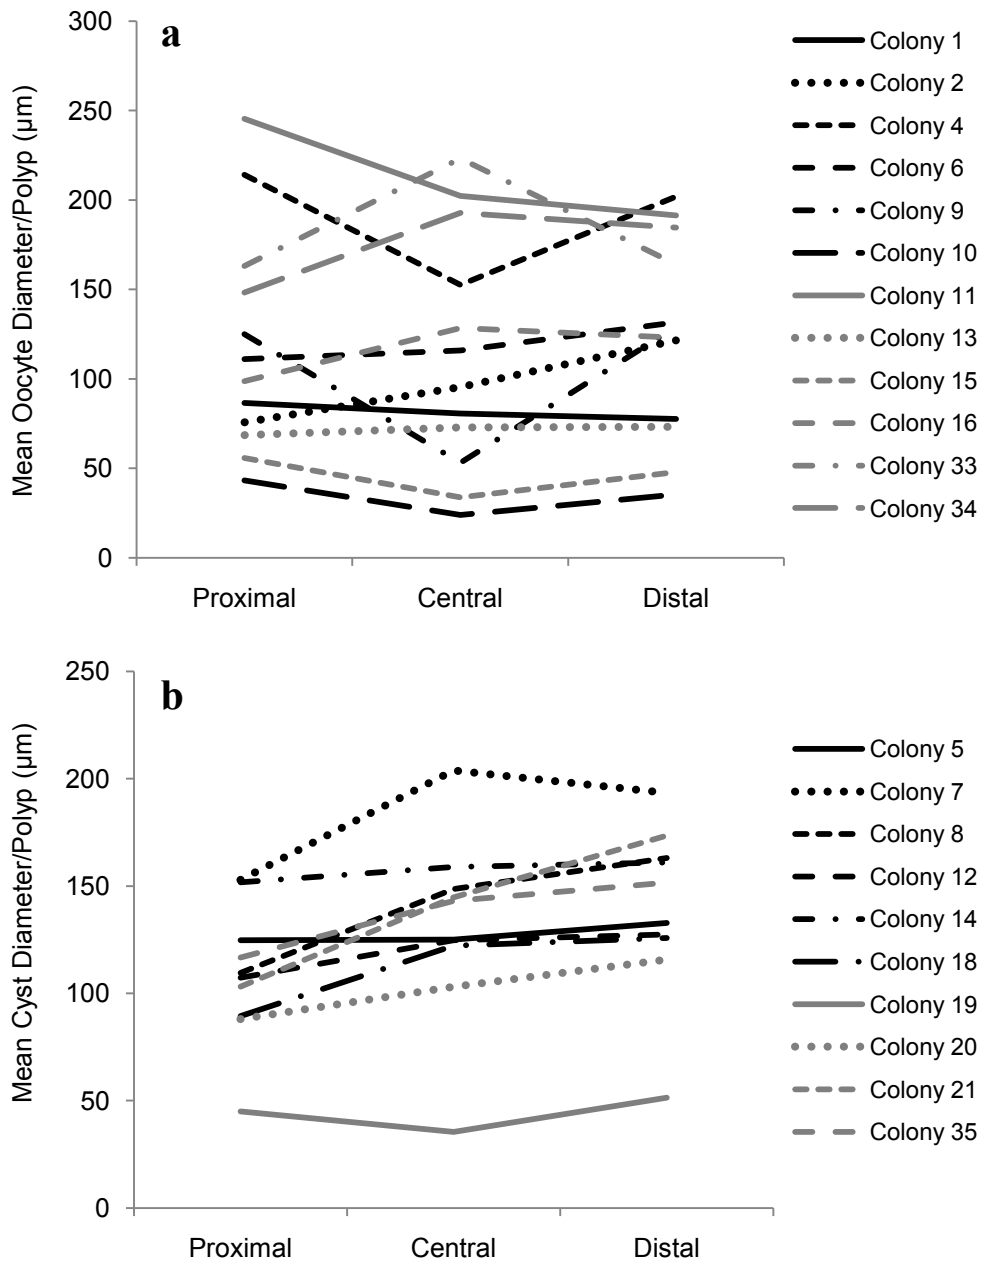 a
Mean Oocyte Diameter/Polyp (µm)
300
250
200
150
100
50
0
Proximal Central Distal
Colony 1
Colony 2
Colony 4
Colony 6
Colony 9
Colony 10
Colony 11
Colony 13
Colony 15
Colony 16
Colony 33
Colony 34
b
Mean Cyst Diameter/Polyp (µm)
250
200
150
100
50
0
Proximal Central Distal
Colony 5
Colony 7
Colony 8
Colony 12
Colony 14
Colony 18
Colony 19
Colony 20
Colony 21
Colony 35